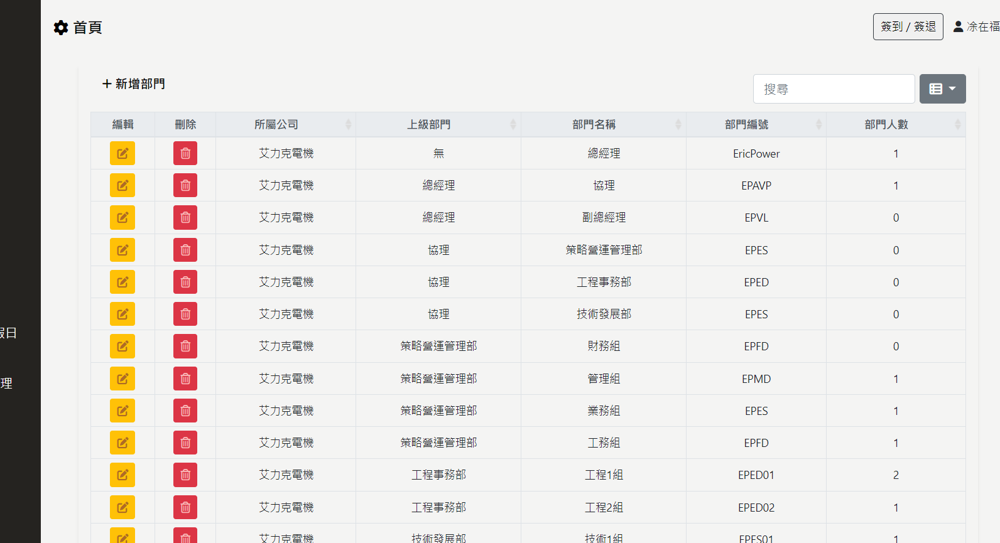 首頁
簽到 / 簽退
凃在福
新增部門
搜尋
編輯 刪除 所屬公司 上級部門 部門名稱 部門編號 部門人數
艾力克電機 無 總經理 EricPower 1
艾力克電機 總經理 協理 EPAVP 1
艾力克電機 總經理 副總經理 EPVL 0
艾力克電機 協理 策略營運管理部 EPES 0
艾力克電機 協理 工程事務部 EPED 0
艾力克電機 協理 技術發展部 EPES 0
假日
艾力克電機 策略營運管理部 財務組 EPFD 0
理
艾力克電機 策略營運管理部 管理組 EPMD 1
艾力克電機 策略營運管理部 業務組 EPES 1
艾力克電機 策略營運管理部 工務組 EPFD 1
艾力克電機 工程事務部 工程1組 EPED01 2
艾力克電機 工程事務部 工程2組 EPED02 1
艾力克電機 技術發展部 技術1組 EPES01 1